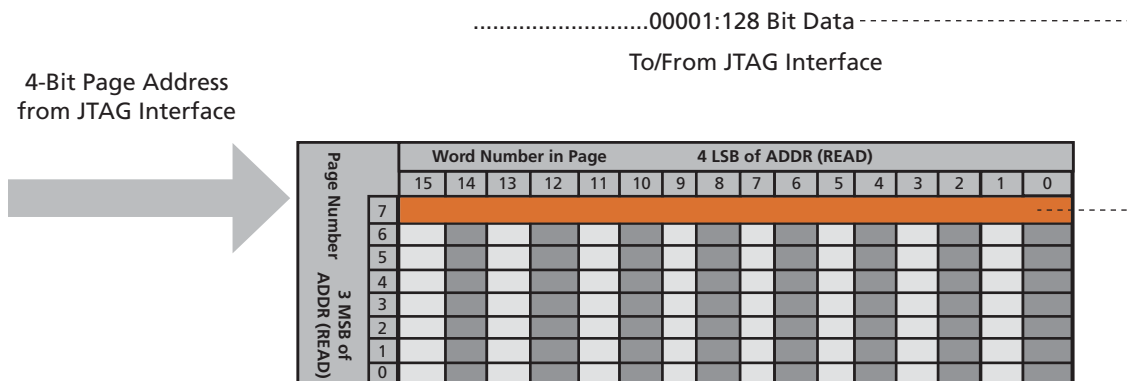 ..........................00001:128 Bit Data
To/From JTAG Interface
4-Bit Page Address
from JTAG Interface
Page Number
3 MSB of
ADDR (READ)
Word Number in Page 4 LSB of ADDR (READ)
15 14 13 12 11 10 9 8 7 6 5 4 3 2 1 0
7
6
5
4
3
2
1
0